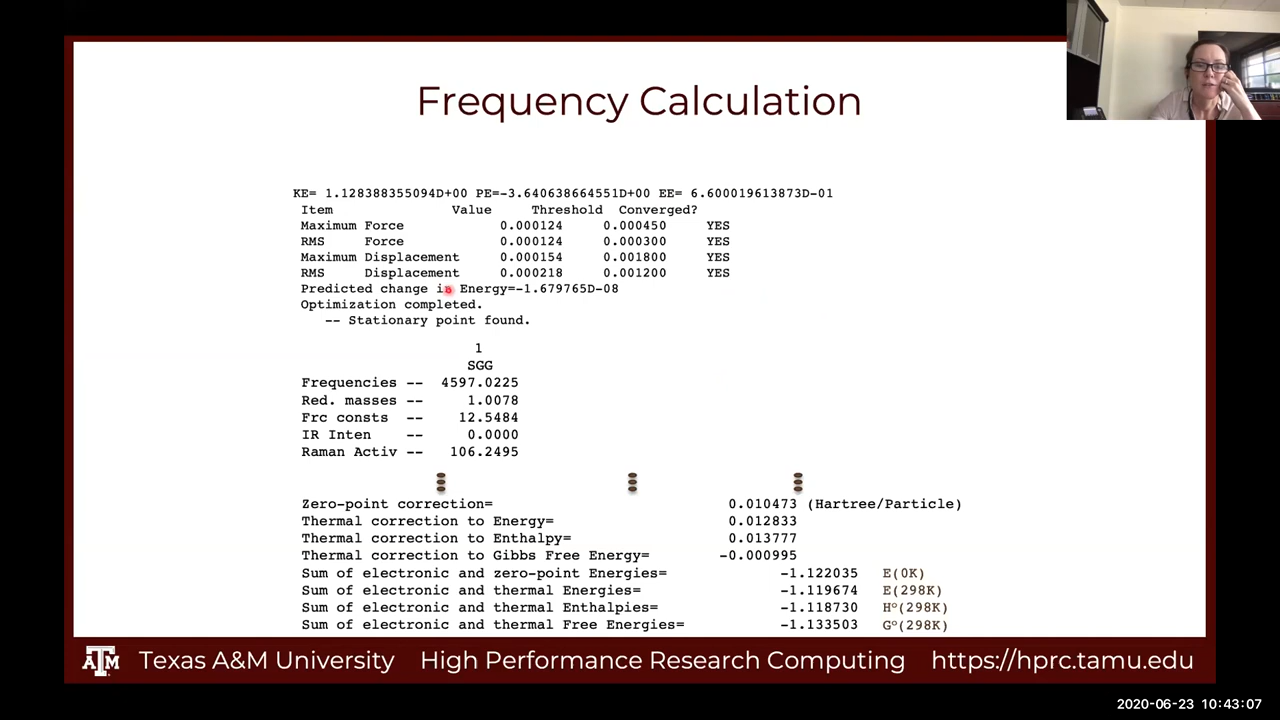 Frequency Calculation
KE= 1.128388355094D+00 PE=-3.640638664551D+00 EE= 6.600019613873D-01
Item Value Threshold Converged?
Maximum Force 0.000124 0.000450 YES
RMS Force 0.000124 0.000300 YES
Maximum Displacement 0.000154 0.001800 YES
RMS Displacement 0.000218 0.001200 YES
Predicted change in Energy=-1.679765D-08
Optimization completed.
-- Stationary point found.
1
SGG
Frequencies -- 4597.0225
Red. masses -- 1.0078
Frc consts -- 12.5484
IR Inten -- 0.0000
Raman Activ -- 106.2495
Zero-point correction= 0.010473 (Hartree/Particle)
Thermal correction to Energy= 0.012833
Thermal correction to Enthalpy= 0.013777
Thermal correction to Gibbs Free Energy= -0.000995
Sum of electronic and zero-point Energies= -1.122035 E(0K)
Sum of electronic and thermal Energies= -1.119674 E(298K)
Sum of electronic and thermal Enthalpies= -1.118730 Hº(298K)
Sum of electronic and thermal Free Energies= -1.133503 Gº(298K)
ATM Texas A&M University High Performance Research Computing https://hprc.tamu.edu
2020-06-23 10:43:07